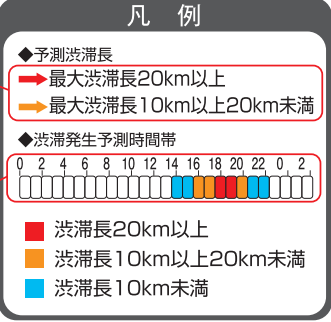 凡 例
◆予測渋滞長
最大渋滞長20km以上
最大渋滞長10km以上20km未満
◆渋滞発生予測時間帯
0 2 4 6 8 10 12 14 16 18 20 22 0 2
渋滞長20km以上
渋滞長10km以上20km未満
渋滞長10km未満